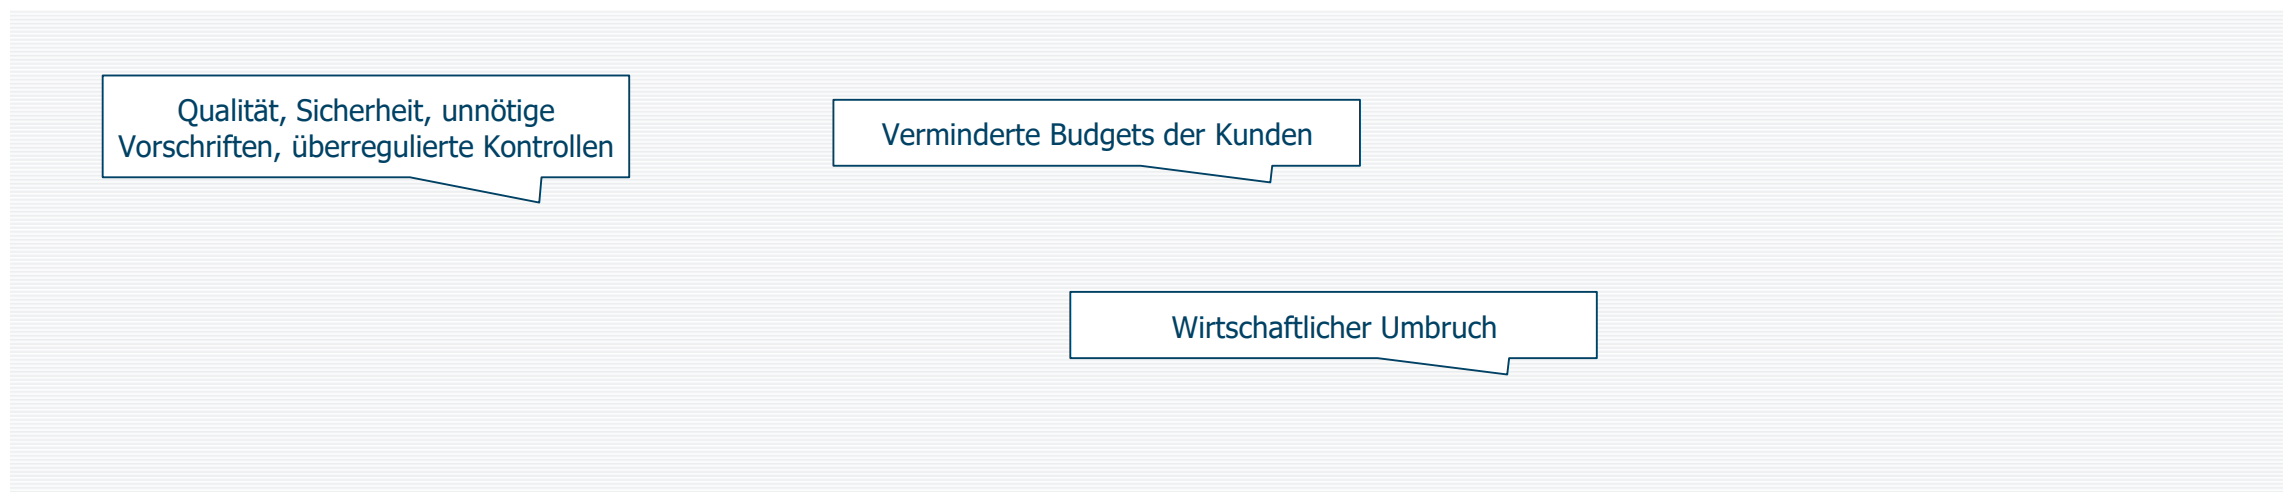 Qualität, Sicherheit, unnötige
Vorschriften, überregulierte Kontrollen
Verminderte Budgets der Kunden
Wirtschaftlicher Umbruch